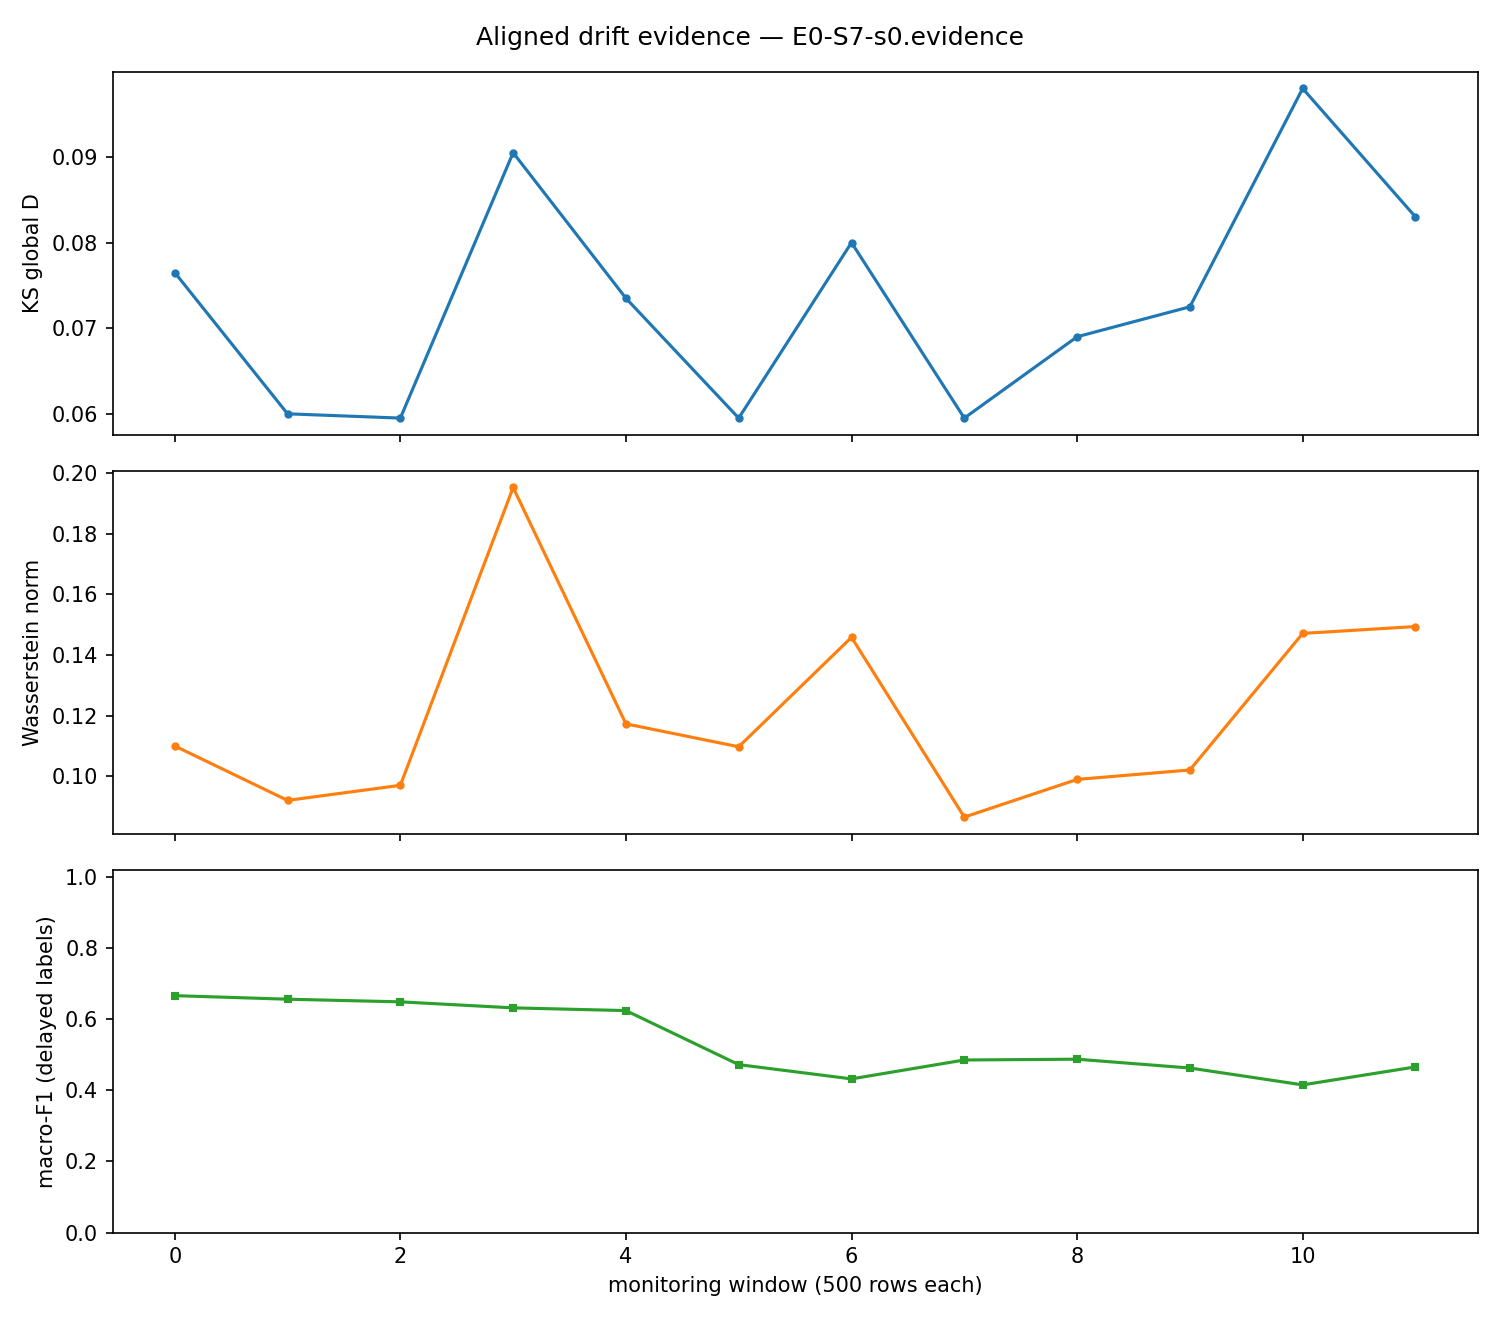 Aligned drift evidence — E0-S7-s0.evidence
KS global D
0.09
0.08
0.07
0.06
Wasserstein norm
0.20
0.18
0.16
0.14
0.12
0.10
macro-F1 (delayed labels)
1.0
0.8
0.6
0.4
0.2
0.0
0 2 4 6 8 10
monitoring window (500 rows each)